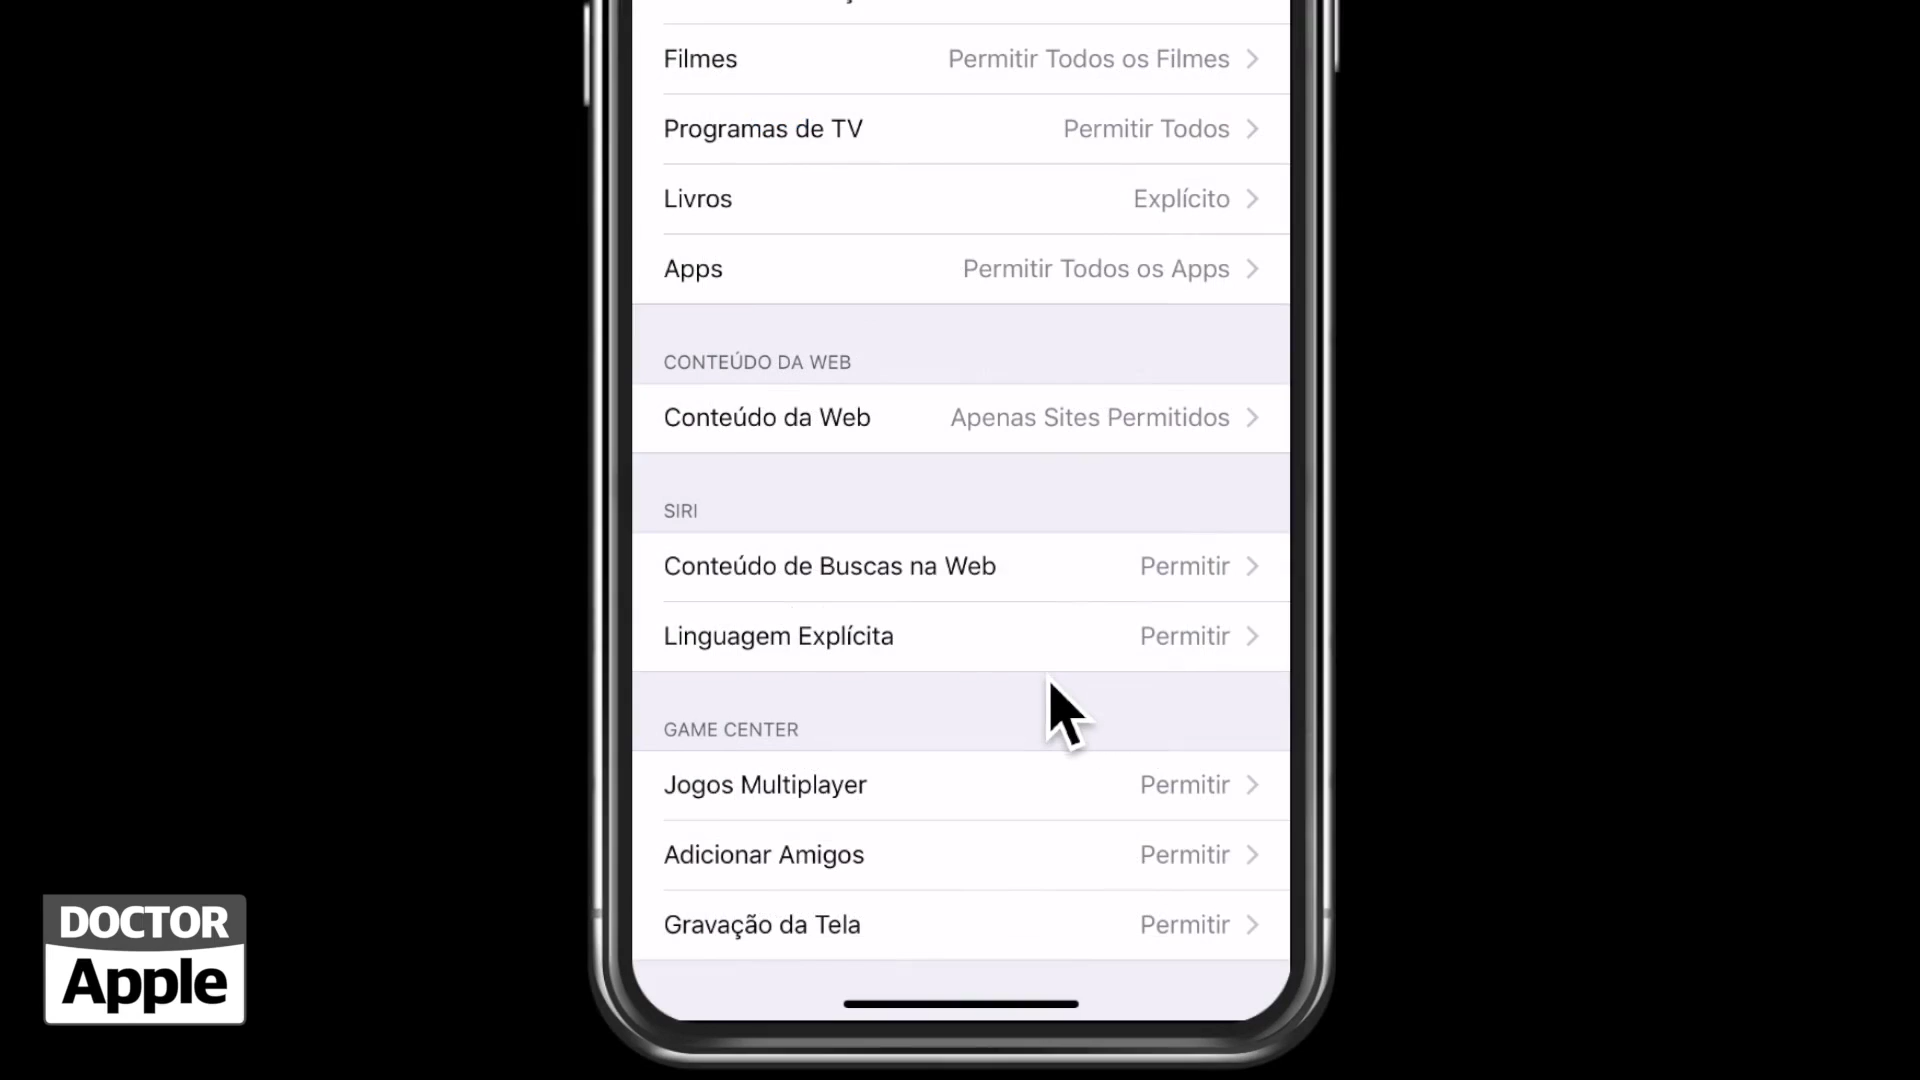 Filmes Permitir Todos os Filmes
Programas de TV Permitir Todos
Livros Explícito
Apps Permitir Todos os Apps
CONTEÚDO DA WEB
Conteúdo da Web Apenas Sites Permitidos
SIRI
Conteúdo de Buscas na Web Permitir
Linguagem Explícita Permitir
GAME CENTER
Jogos Multiplayer Permitir
Adicionar Amigos Permitir
Gravação da Tela Permitir
DOCTOR
Apple